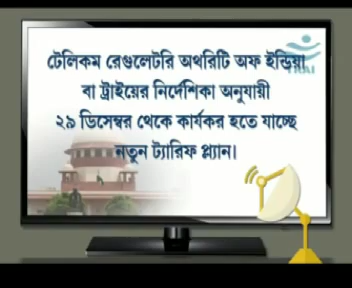 টেলিকম রেগুলেটরি অথরিটি অফ ইন্ডিয়া
বা ট্রাইয়ের নির্দেশিকা অনুযায়ী
২৯ ডিসেম্বর থেকে কার্যকর হতে যাচ্ছে
নতুন ট্যারিফ প্ল্যান।
TRAI